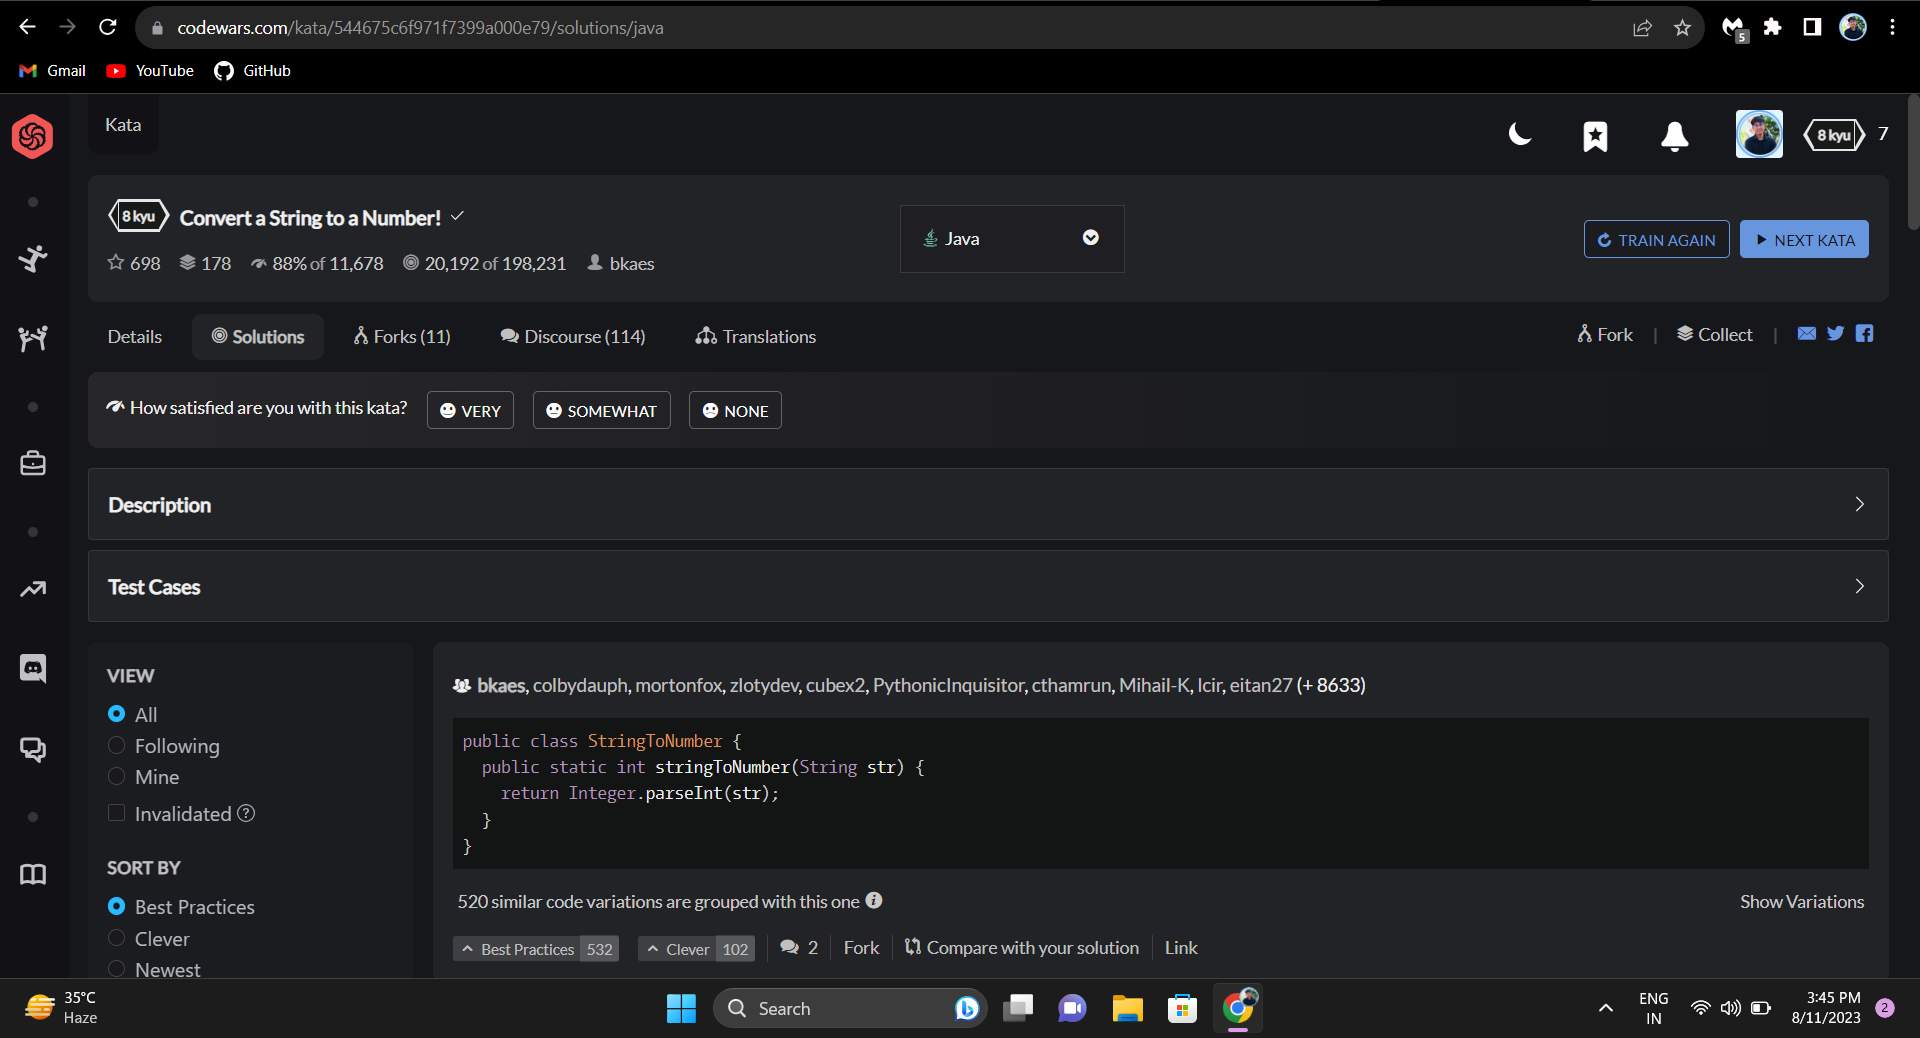 codewars.com/kata/544675c6f971f7399a000e79/solutions/java
5
Gmail YouTube GitHub
Kata
8 kyu 7
8 kyu Convert a String to a Number!
698 178 88% of 11,678 20,192 of 198,231 bkaes
Java
TRAIN AGAIN NEXT KATA
Details Solutions Forks (11) Discourse (114) Translations
Fork | Collect |
How satisfied are you with this kata? VERY SOMEWHAT NONE
Description
Test Cases
VIEW
All
Following
Mine
Invalidated ?
SORT BY
Best Practices
Clever
Newest
bkaes, colbydauph, mortonfox, zlotydev, cubex2, PythonicInquisitor, cthamrun, Mihail-K, lcir, eitan27 (+ 8633)
public class StringToNumber {
public static int stringToNumber(String str) {
return Integer.parseInt(str);
}
}
520 similar code variations are grouped with this one
Show Variations
Best Practices 532 Clever 102 2 Fork Compare with your solution Link
35°C
Haze
Search
ENG
IN
3:45 PM
8/11/2023
2